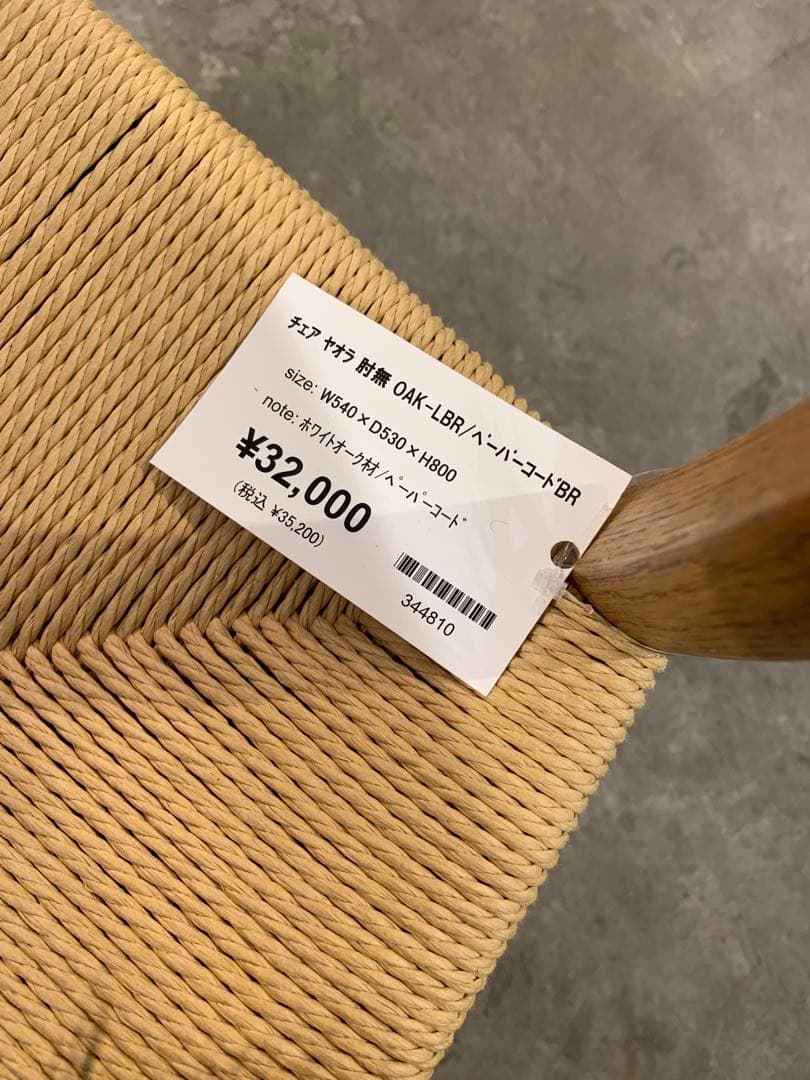 ﾁｪｱ ﾔｵﾗ 肘無 OAK-LBR/ﾍﾟｰﾊﾟｰｺｰﾄﾞBR
size: W540×D530×H800
note: ﾎﾜｲﾄｵｰｸ材/ﾍﾟｰﾊﾟｰｺｰﾄﾞ
¥32,000
(税込 ¥35,200)
344810